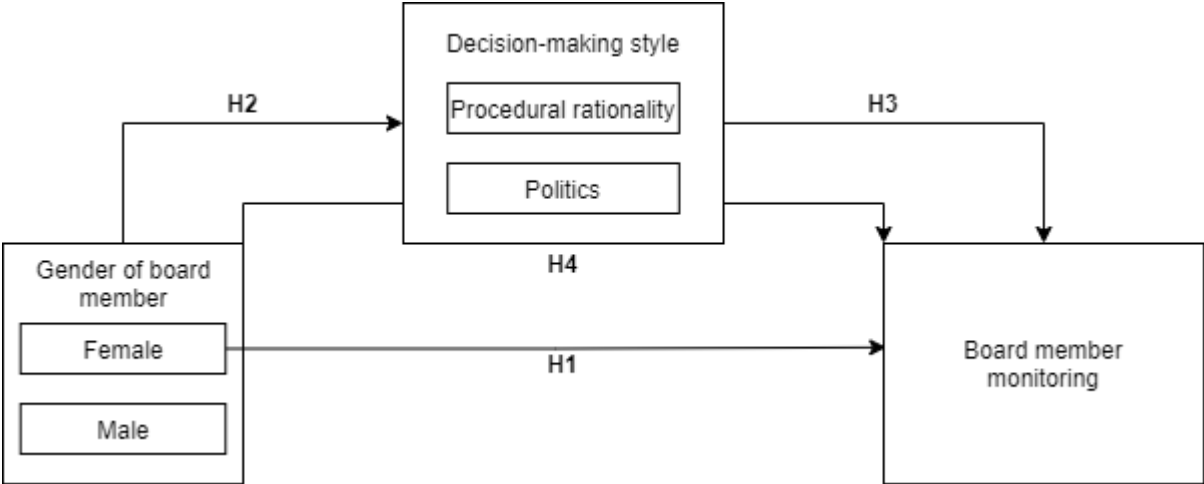 Decision-making style
Procedural rationality
Politics
H2
H3
H4
Gender of board
member
Female
Male
H1
Board member
monitoring